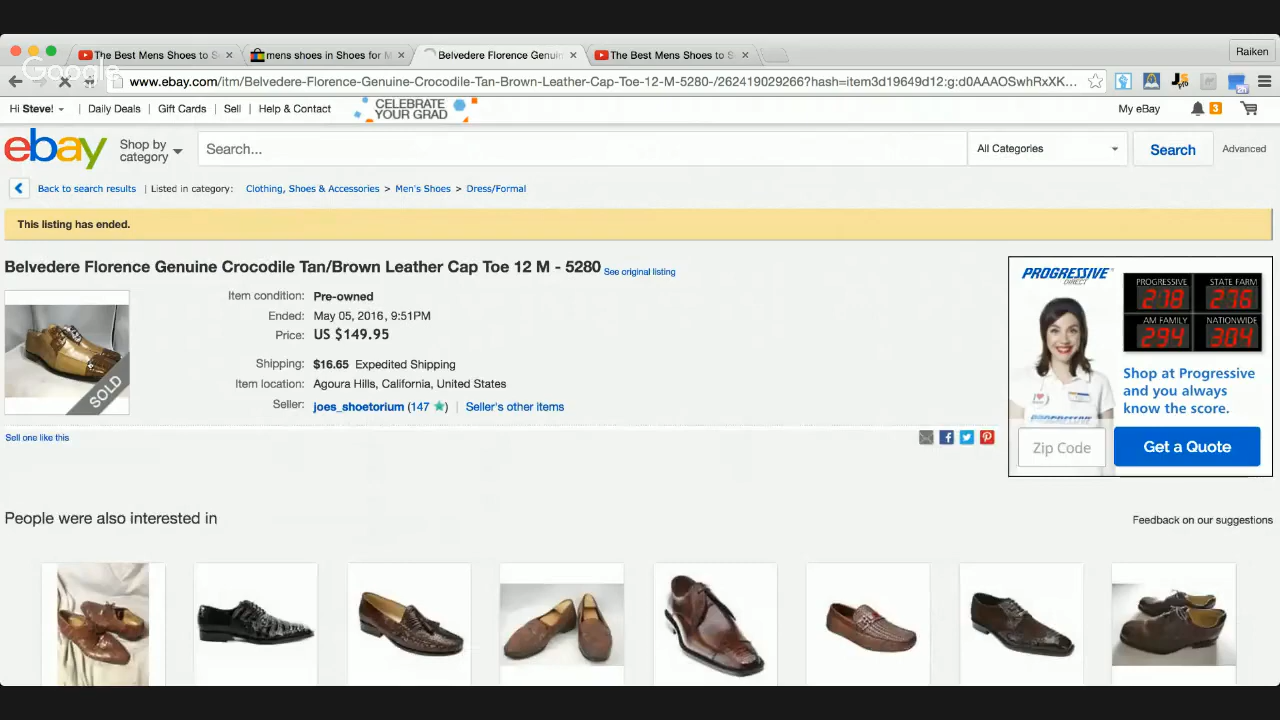 The Best Mens Shoes to S
mens shoes in Shoes for M
Belvedere Florence Genuin
The Best Mens Shoes to S
Raiken
Google
www.ebay.com/itm/Belvedere-Florence-Genuine-Crocodile-Tan-Brown-Leather-Cap-Toe-12-M-5280-/262419029266?hash=item3d19649d12:g:d0AAAOSwhRxXK...
Hi Steve!
Daily Deals
Gift Cards
Sell
Help & Contact
CELEBRATE
YOUR GRAD
My eBay
3
ebay
Shop by
category
Search...
All Categories
Search
Advanced
Back to search results
Listed in category:
Clothing, Shoes & Accessories > Men's Shoes > Dress/Formal
This listing has ended.
Belvedere Florence Genuine Crocodile Tan/Brown Leather Cap Toe 12 M - 5280
See original listing
SOLD
Item condition: Pre-owned
Ended: May 05, 2016, 9:51PM
Price: US $149.95
Shipping: $16.65 Expedited Shipping
Item location: Agoura Hills, California, United States
Seller: joes_shoetorium (147) | Seller's other items
Sell one like this
PROGRESSIVE
DIRECT
PROGRESSIVE
218
STATE FARM
276
AM FAMILY
294
NATIONWIDE
304
PROGRESSIVE
Shop at Progressive
and you always
know the score.
Zip Code
Get a Quote
People were also interested in
Feedback on our suggestions